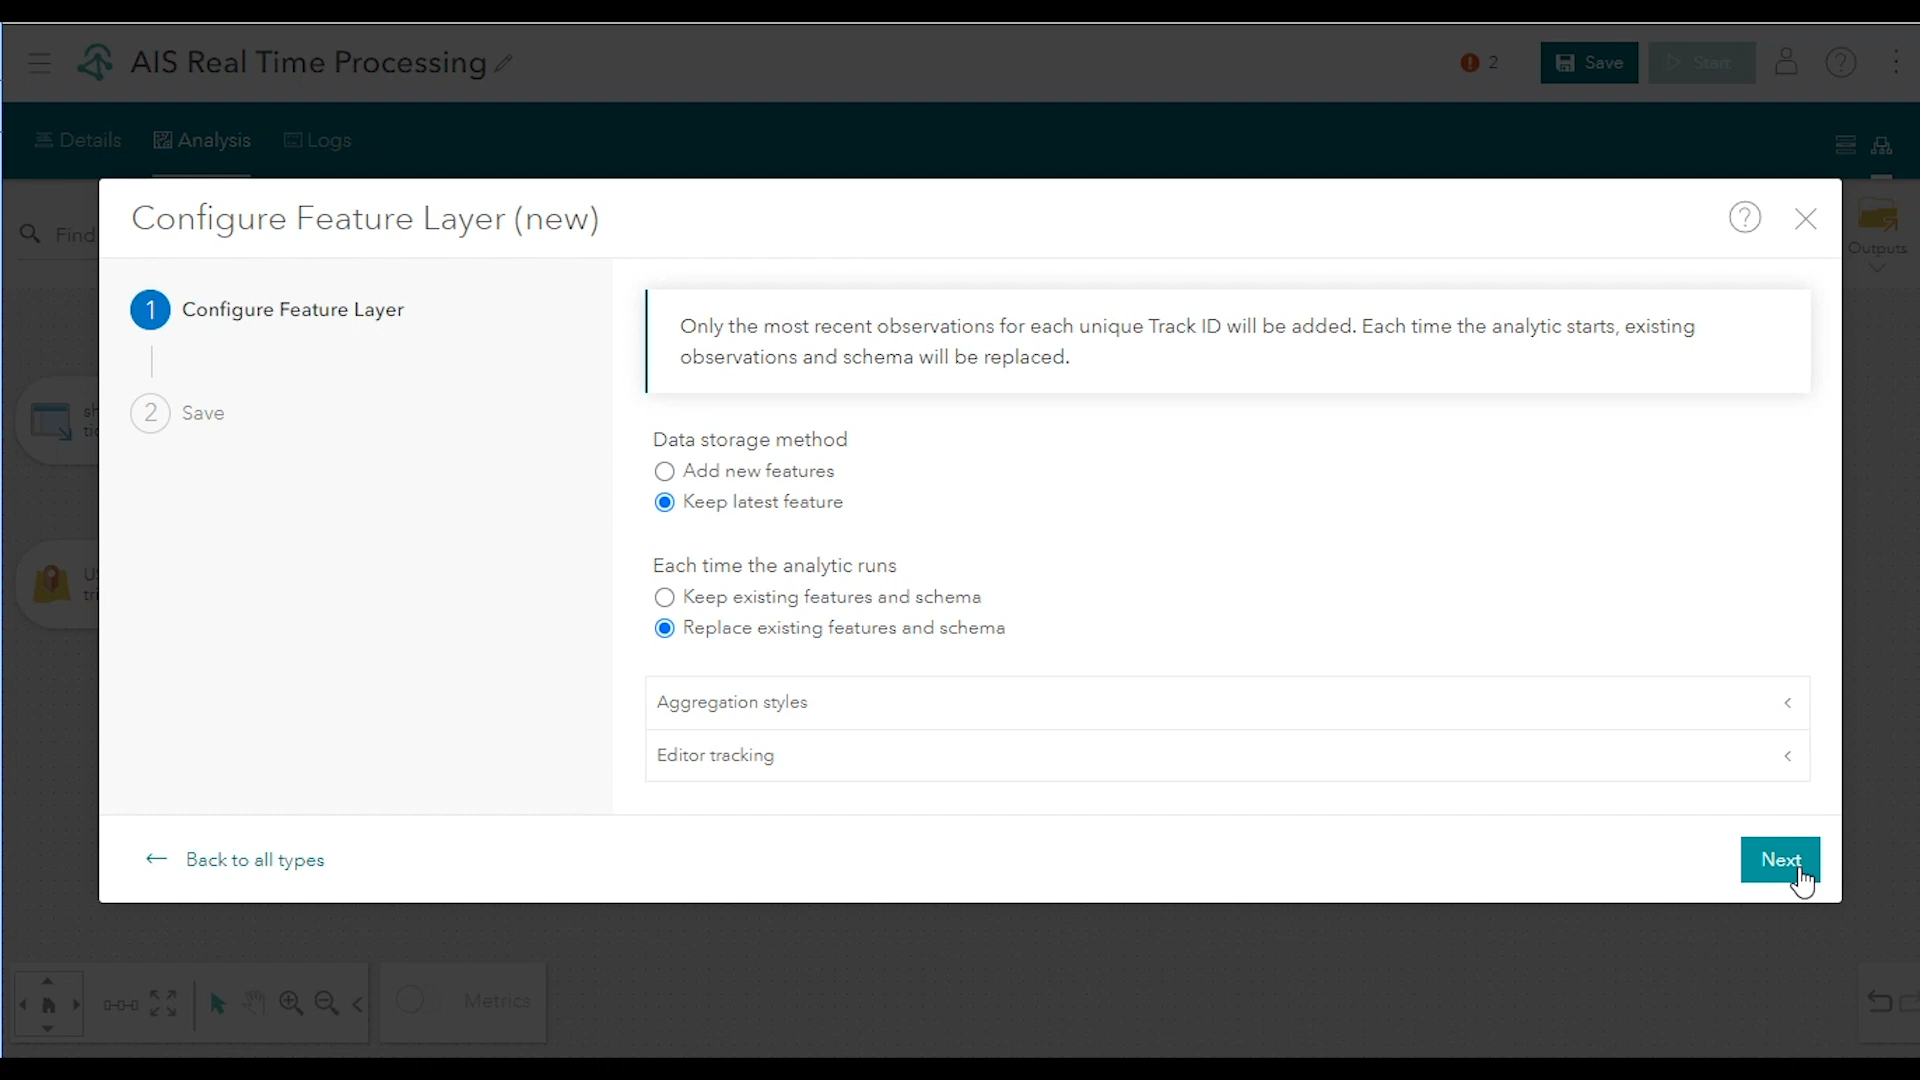 AIS Real Time Processing
2
Save
Start
Details
Analysis
Logs
Find
Outputs
Configure Feature Layer (new)
1 Configure Feature Layer
2 Save
Only the most recent observations for each unique Track ID will be added. Each time the analytic starts, existing
observations and schema will be replaced.
Data storage method
Add new features
Keep latest feature
Each time the analytic runs
Keep existing features and schema
Replace existing features and schema
Aggregation styles
Editor tracking
Back to all types
Next
Metrics